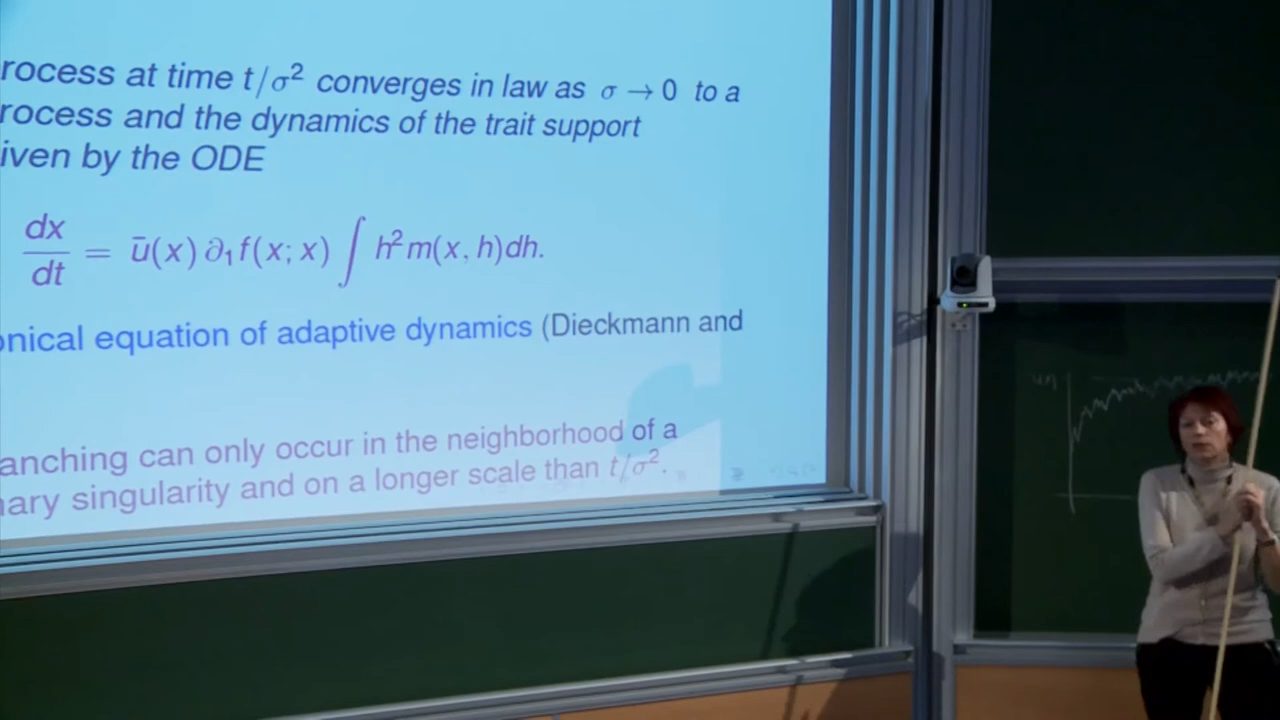 rocess at time t/σ² converges in law as σ → 0 to a
rocess and the dynamics of the trait support
iven by the ODE
dx/dt = ū(x) ∂₁f(x; x) ∫ h² m(x, h)dh.
onical equation of adaptive dynamics (Dieckmann and
anching can only occur in the neighborhood of a
nary singularity and on a longer scale than t/σ².